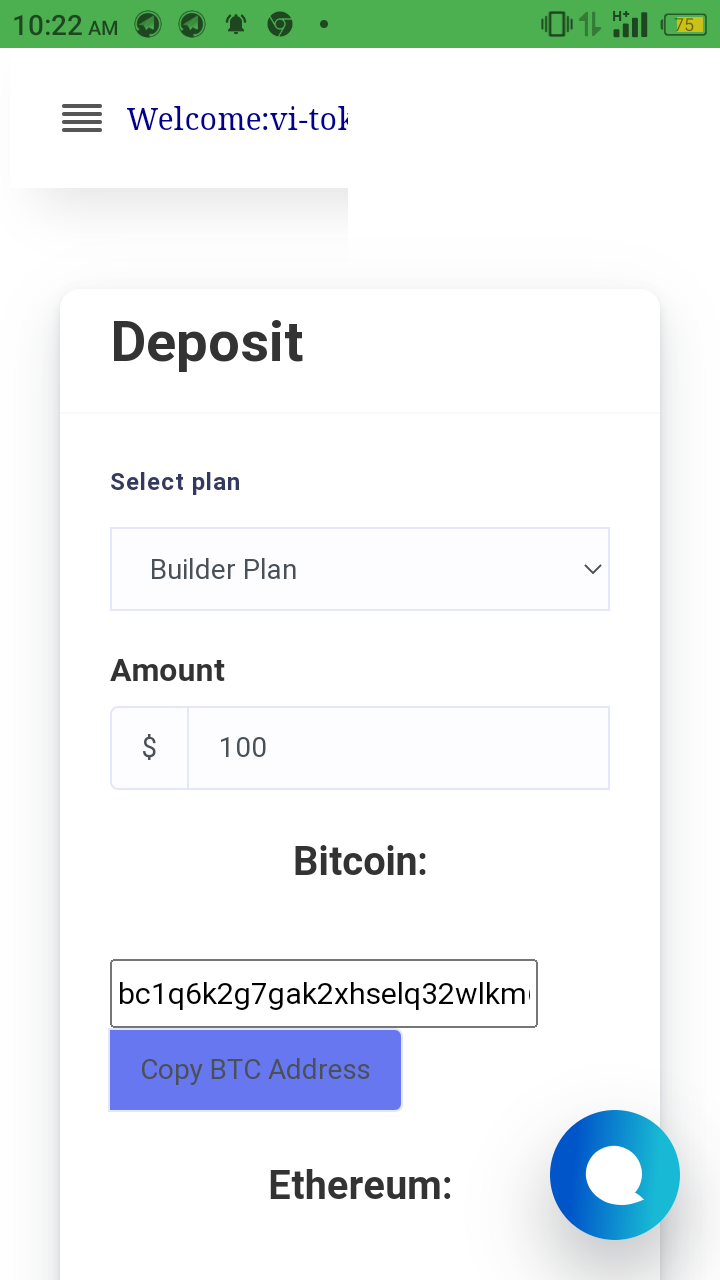 10:22 AM
H+
75
Welcome:vi-tok
Deposit
Select plan
Builder Plan
Amount
$ 100
Bitcoin:
bc1q6k2g7gak2xhselq32wlkm
Copy BTC Address
Ethereum: